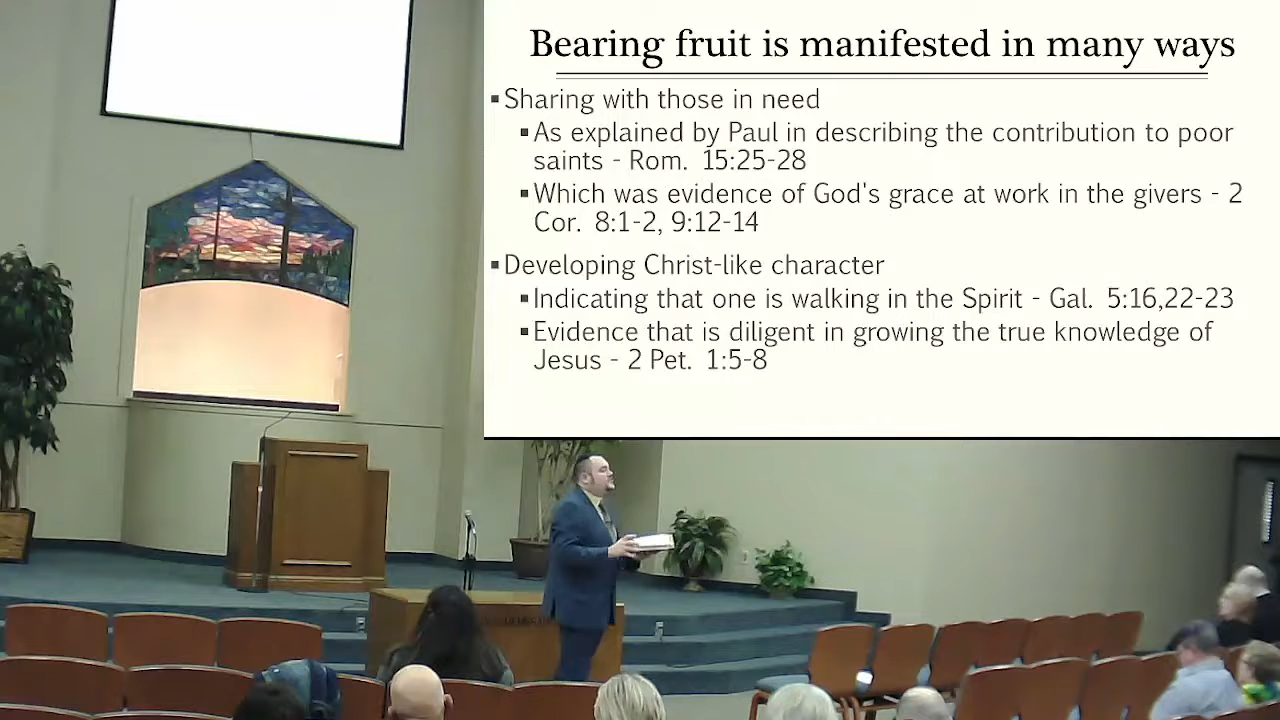 Bearing fruit is manifested in many ways
▪Sharing with those in need
▪As explained by Paul in describing the contribution to poor
saints - Rom. 15:25-28
▪Which was evidence of God's grace at work in the givers - 2
Cor. 8:1-2, 9:12-14
▪Developing Christ-like character
▪Indicating that one is walking in the Spirit - Gal. 5:16,22-23
▪Evidence that is diligent in growing the true knowledge of
Jesus - 2 Pet. 1:5-8